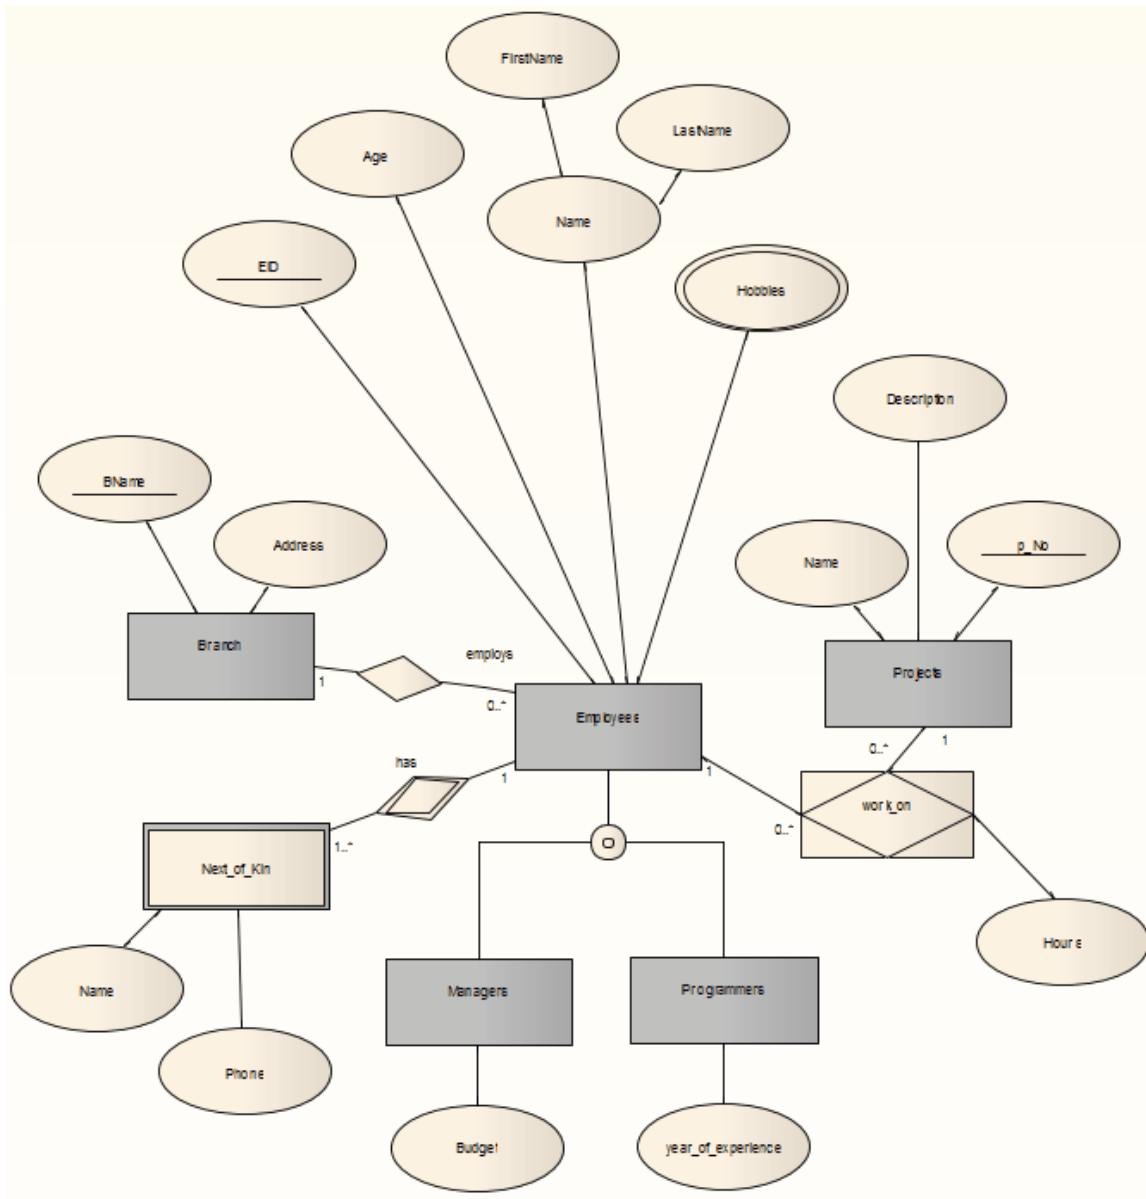 FirstName
LastName
Age
Name
EID
Hobbies
Description
BName
Address
Name
p_No
Branch
employs
Projects
1
0..*
Employees
0..*
1
has
1
1
work_on
1..*
0..*
Next_of_Kin
O
Hours
Name
Managers
Programmers
Phone
Budget
year_of_experience